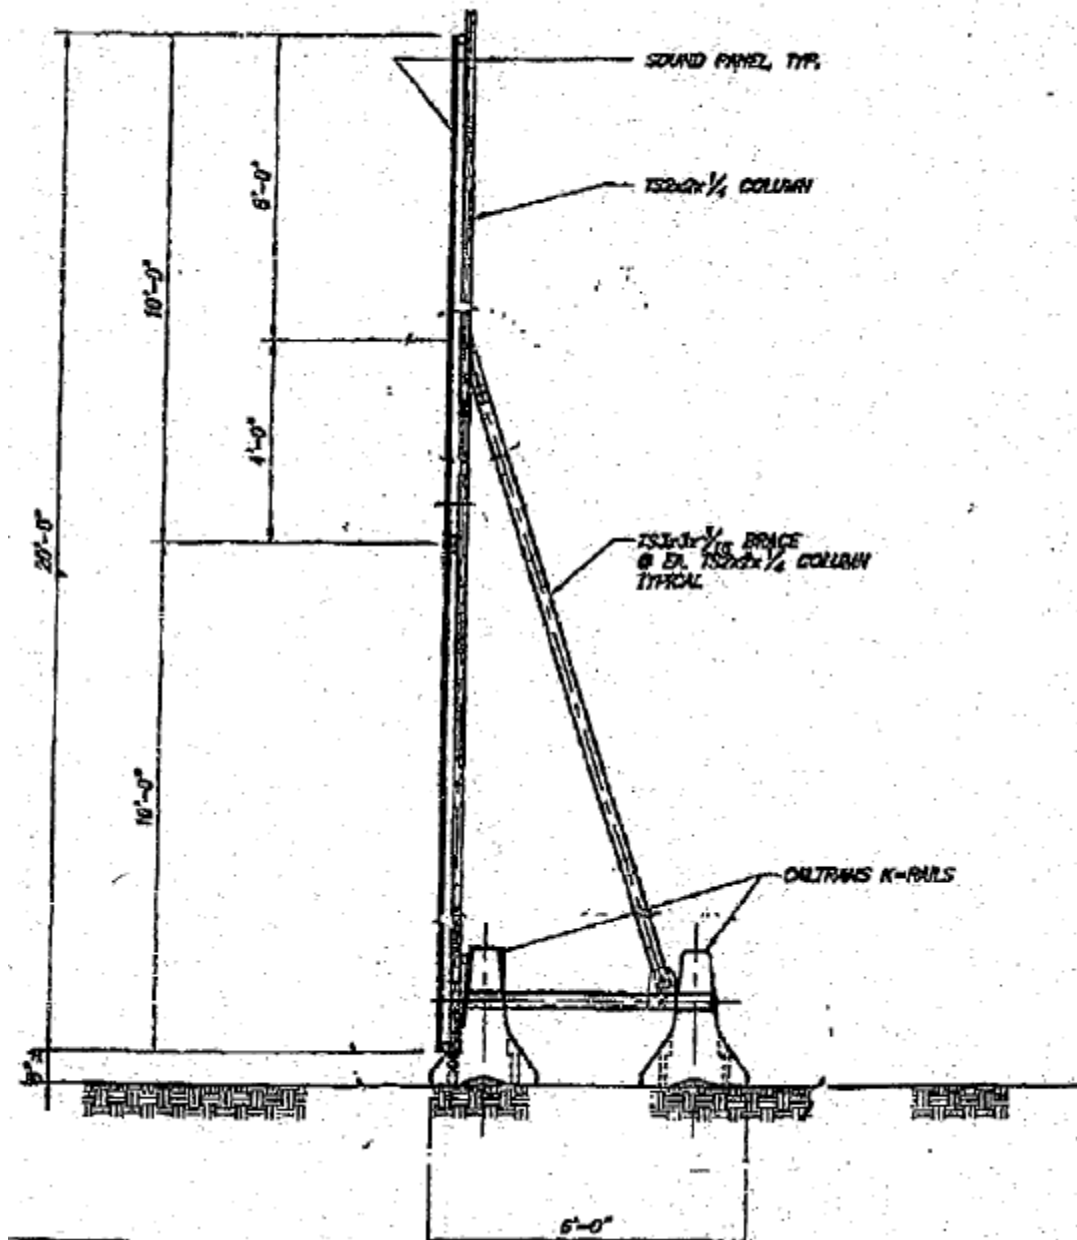 SOUND PANEL, TYP.
TS2x2x1/4 COLUMN
6'-0"
10'-0"
4'-0"
20'-0"
TS3x3x3/16 BRACE
@ EA. TS2x2x1/4 COLUMN
TYPICAL
10'-0"
CALTRANS K-RAILS
6'-0"